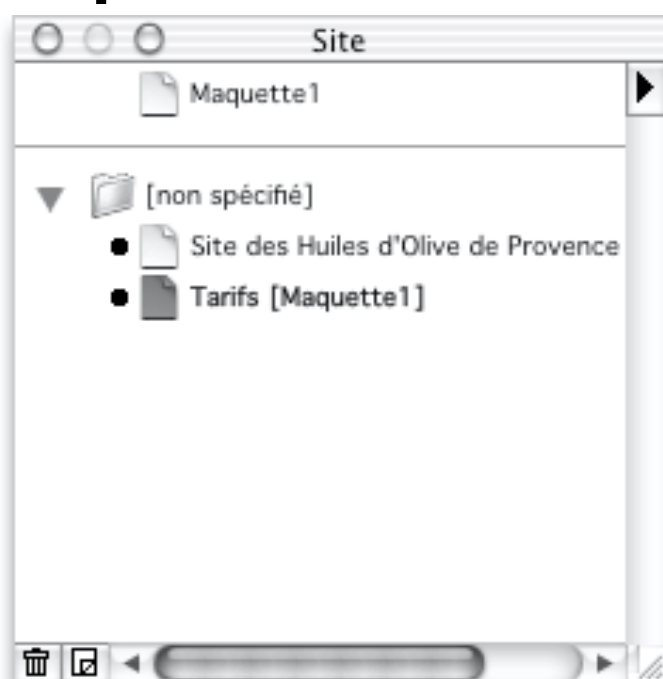 Site
Maquette1
[non spécifié]
Site des Huiles d'Olive de Provence
Tarifs [Maquette1]